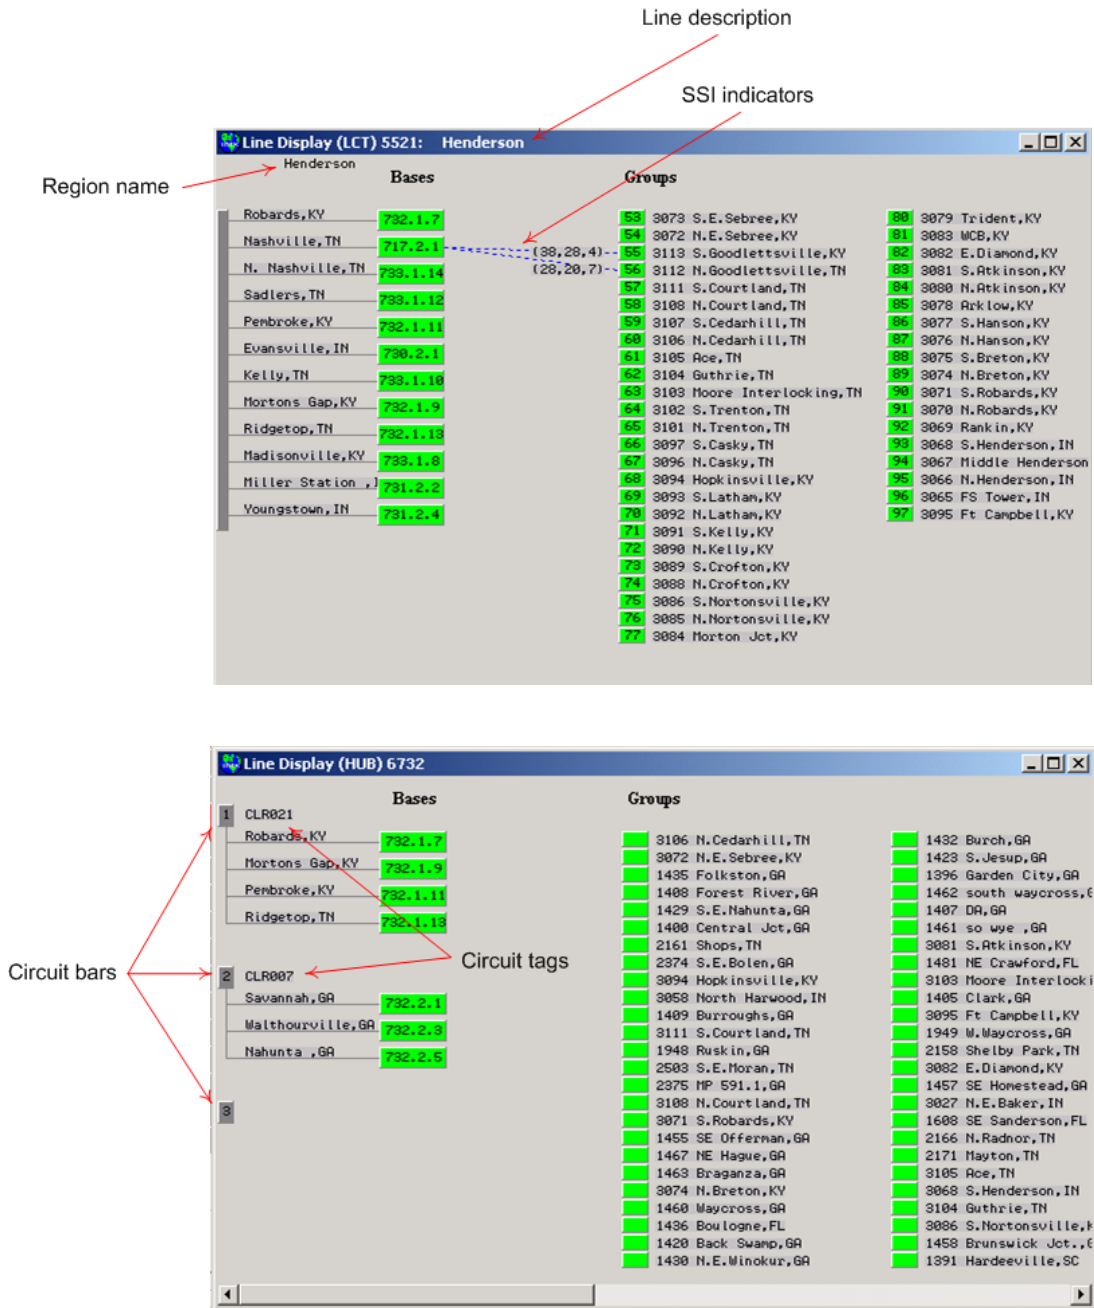 Line description
SSI indicators
Line Display (LCT) 5521: Henderson
Henderson
Region name
Bases
Groups
Robards,KY 732.1.7 53 3073 S.E.Sebree,KY 80 3079 Trident,KY
54 3072 N.E.Sebree,KY 81 3083 WCB,KY
Nashville,TN 717.2.1 (38,28,4) 55 3113 S.Goodlettsville,KY 82 3082 E.Diamond,KY
N. Nashville,TN 733.1.14 (28,20,7) 56 3112 N.Goodlettsville,TN 83 3081 S.Atkinson,KY
57 3111 S.Courtland,TN 84 3080 N.Atkinson,KY
Sadlers,TN 733.1.12 58 3108 N.Courtland,TN 85 3078 Arklow,KY
Pembroke,KY 732.1.11 59 3107 S.Cedarhill,TN 86 3077 S.Hanson,KY
60 3106 N.Cedarhill,TN 87 3076 N.Hanson,KY
Evansville,IN 730.2.1 61 3105 Ace,TN 88 3075 S.Breton,KY
Kelly,TN 733.1.10 62 3104 Guthrie,TN 89 3074 N.Breton,KY
63 3103 Moore Interlocking,TN 90 3071 S.Robards,KY
Mortons Gap,KY 732.1.9 64 3102 S.Trenton,TN 91 3070 N.Robards,KY
Ridgetop,TN 732.1.13 65 3101 N.Trenton,TN 92 3069 Rankin,KY
66 3097 S.Casky,TN 93 3068 S.Henderson,IN
Madisonville,KY 733.1.8 67 3096 N.Casky,TN 94 3067 Middle Henderson
Miller Station , 731.2.2 68 3094 Hopkinsville,KY 95 3066 N.Henderson,IN
69 3093 S.Latham,KY 96 3065 FS Tower,IN
Youngstown,IN 731.2.4 70 3092 N.Latham,KY 97 3095 Ft Campbell,KY
71 3091 S.Kelly,KY
72 3090 N.Kelly,KY
73 3089 S.Crofton,KY
74 3088 N.Crofton,KY
75 3086 S.Nortonsville,KY
76 3085 N.Nortonsville,KY
77 3084 Morton Jct,KY
Line Display (HUB) 6732
Bases
Groups
1 CLR021
Robards,KY 732.1.7 3106 N.Cedarhill,TN 1432 Burch,GA
3072 N.E.Sebree,KY 1423 S.Jesup,GA
Mortons Gap,KY 732.1.9 1435 Folkston,GA 1396 Garden City,GA
Pembroke,KY 732.1.11 1408 Forest River,GA 1462 south waycross,
1429 S.E.Nahunta,GA 1407 DA,GA
Ridgetop,TN 732.1.13 1400 Central Jct,GA 1461 so wye ,GA
2161 Shops,TN 3081 S.Atkinson,KY
Circuit bars
Circuit tags
2 CLR007 2374 S.E.Bolen,GA 1481 NE Crawford,FL
3094 Hopkinsville,KY 3103 Moore Interlocki
Savannah,GA 732.2.1 3058 North Harwood,IN 1405 Clark,GA
1409 Burroughs,GA 3095 Ft Campbell,KY
Walthourville,GA 732.2.3 3111 S.Courtland,TN 1949 W.Waycross,GA
Nahunta ,GA 732.2.5 1948 Ruskin,GA 2158 Shelby Park,TN
2503 S.E.Moran,TN 3082 E.Diamond,KY
2375 MP 591.1,GA 1457 SE Homestead,GA
3 3108 N.Courtland,TN 3027 N.E.Baker,IN
3071 S.Robards,KY 1608 SE Sanderson,FL
1455 SE Offerman,GA 2166 N.Radnor,TN
1467 NE Hague,GA 2171 Mayton,TN
1463 Braganza,GA 3105 Ace,TN
3074 N.Breton,KY 3068 S.Henderson,IN
1460 Waycross,GA 3104 Guthrie,TN
1436 Boulogne,FL 3086 S.Nortonsville,
1420 Back Swamp,GA 1458 Brunswick Jct.,
1430 N.E.Winokur,GA 1391 Hardeeville,SC